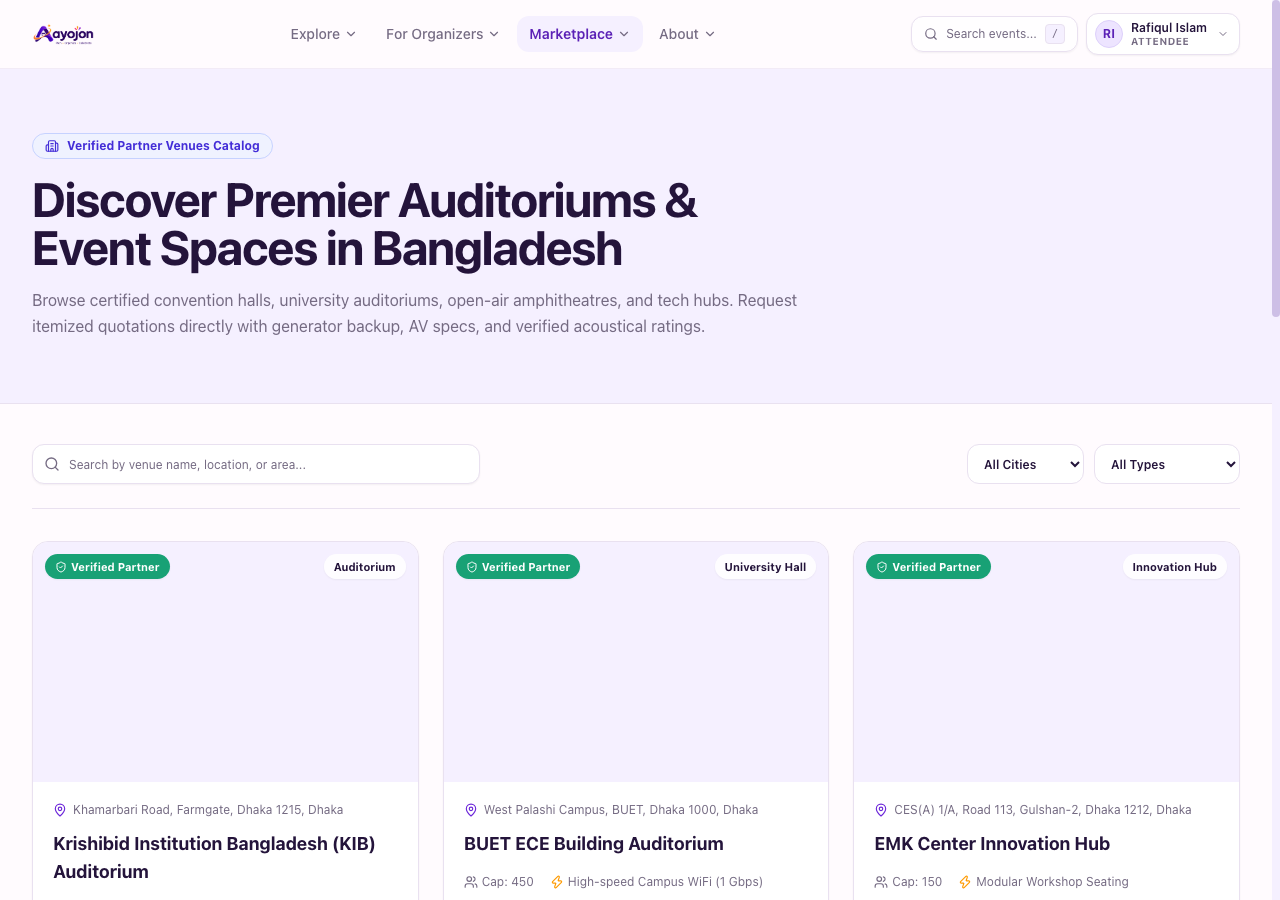 Aayojon
Explore
For Organizers
Marketplace
About
Search events...
/
RI
Rafiqul Islam
ATTENDEE
Verified Partner Venues Catalog
Discover Premier Auditoriums &
Event Spaces in Bangladesh
Browse certified convention halls, university auditoriums, open-air amphitheatres, and tech hubs. Request
itemized quotations directly with generator backup, AV specs, and verified acoustical ratings.
Search by venue name, location, or area...
All Cities
All Types
Verified Partner
Auditorium
Verified Partner
University Hall
Verified Partner
Innovation Hub
Khamarbari Road, Farmgate, Dhaka 1215, Dhaka
Krishibid Institution Bangladesh (KIB)
Auditorium
West Palashi Campus, BUET, Dhaka 1000, Dhaka
BUET ECE Building Auditorium
Cap: 450
High-speed Campus WiFi (1 Gbps)
CES(A) 1/A, Road 113, Gulshan-2, Dhaka 1212, Dhaka
EMK Center Innovation Hub
Cap: 150
Modular Workshop Seating